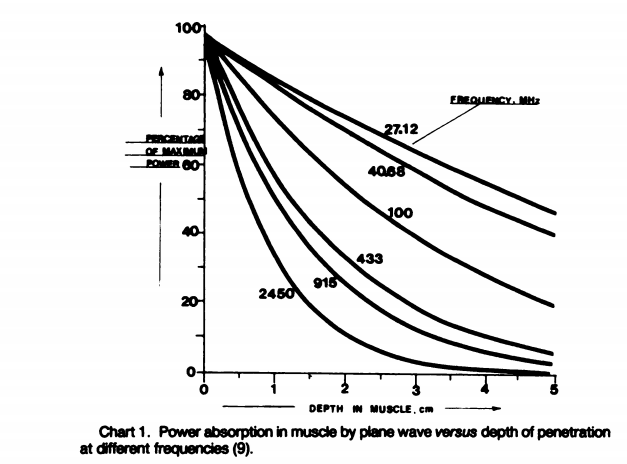 100
FREQUENCY, MHz
80
27.12
PERCENTAGE
OF MAXIMUM
POWER
60
40.68
100
40
433
915
2450
20
0
0 1 2 3 4 5
DEPTH IN MUSCLE, cm
Chart 1. Power absorption in muscle by plane wave versus depth of penetration
at different frequencies (9).